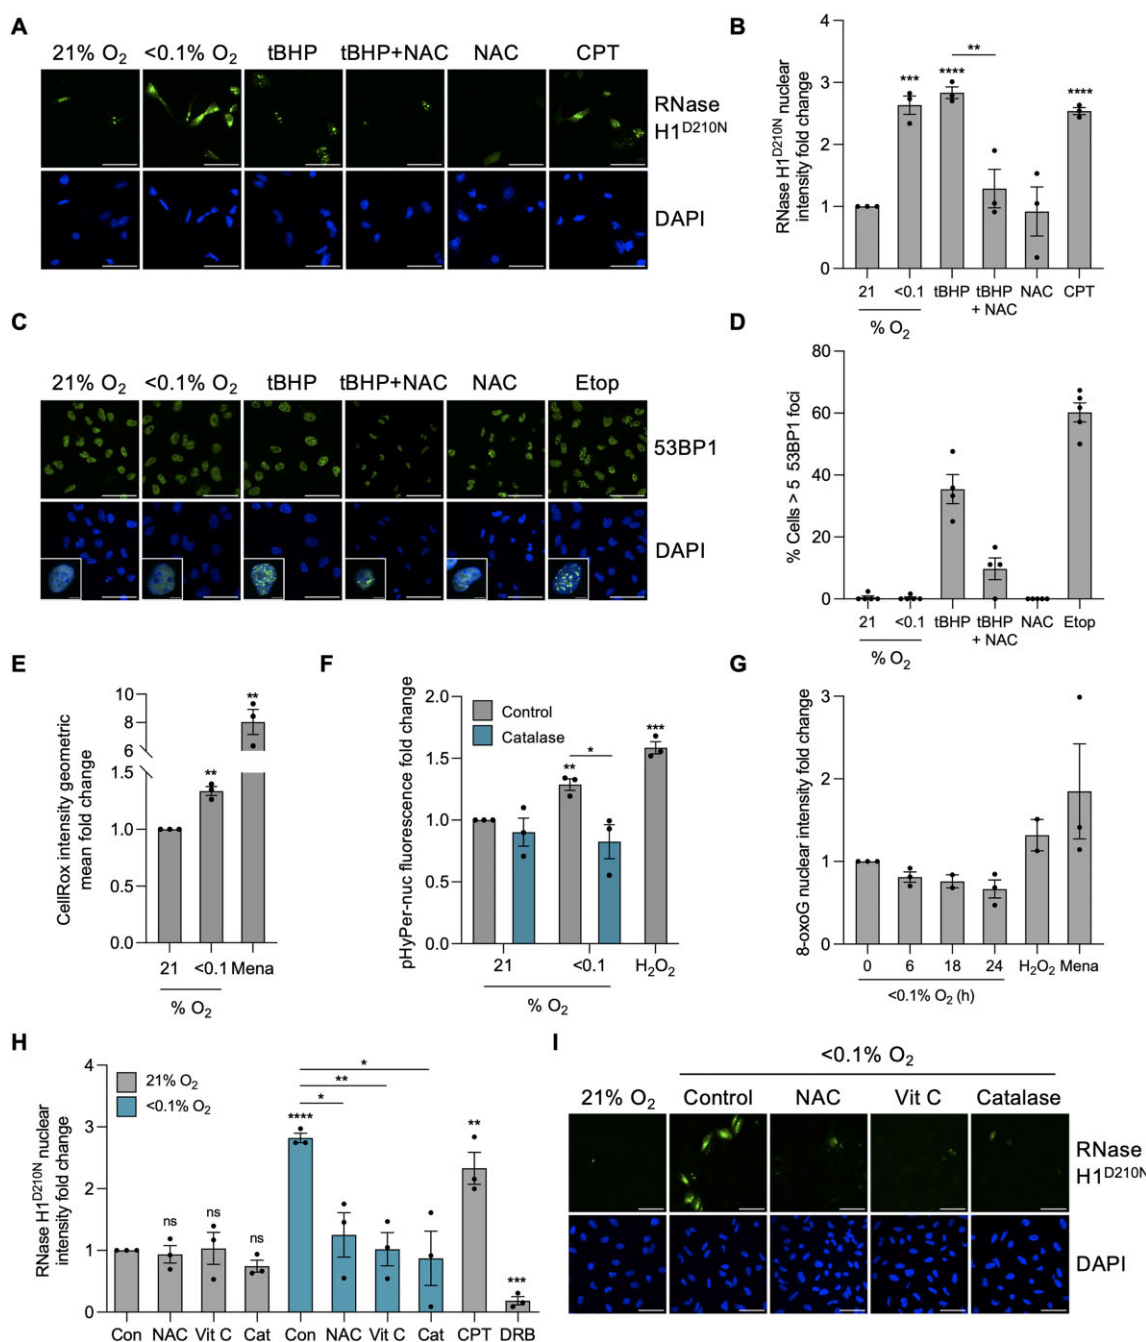 A
21% O₂ <0.1% O₂ tBHP tBHP+NAC NAC CPT
RNase H1ᴰ²¹⁰ᴺ
DAPI
B
RNase H1ᴰ²¹⁰ᴺ nuclear intensity fold change
4
3
2
1
0
*** **** ** ****
21 <0.1 tBHP tBHP + NAC NAC CPT
% O₂
C
21% O₂ <0.1% O₂ tBHP tBHP+NAC NAC Etop
53BP1
DAPI
D
% Cells > 5 53BP1 foci
80
60
40
20
0
21 <0.1 tBHP tBHP + NAC NAC Etop
% O₂
E
CellRox intensity geometric mean fold change
10
8
6
1.5
1.0
0.5
0.0
** **
21 <0.1 Mena
% O₂
F
pHyPer-nuc fluorescence fold change
2.0
1.5
1.0
0.5
0.0
Control
Catalase
** * ***
21 <0.1 H₂O₂
% O₂
G
8-oxoG nuclear intensity fold change
3
2
1
0
0 6 18 24 H₂O₂ Mena
<0.1% O₂ (h)
H
RNase H1ᴰ²¹⁰ᴺ nuclear intensity fold change
4
3
2
1
0
21% O₂
<0.1% O₂
*
**
*
ns ns ns **** ** ***
Con NAC Vit C Cat Con NAC Vit C Cat CPT DRB
I
<0.1% O₂
21% O₂ Control NAC Vit C Catalase
RNase H1ᴰ²¹⁰ᴺ
DAPI